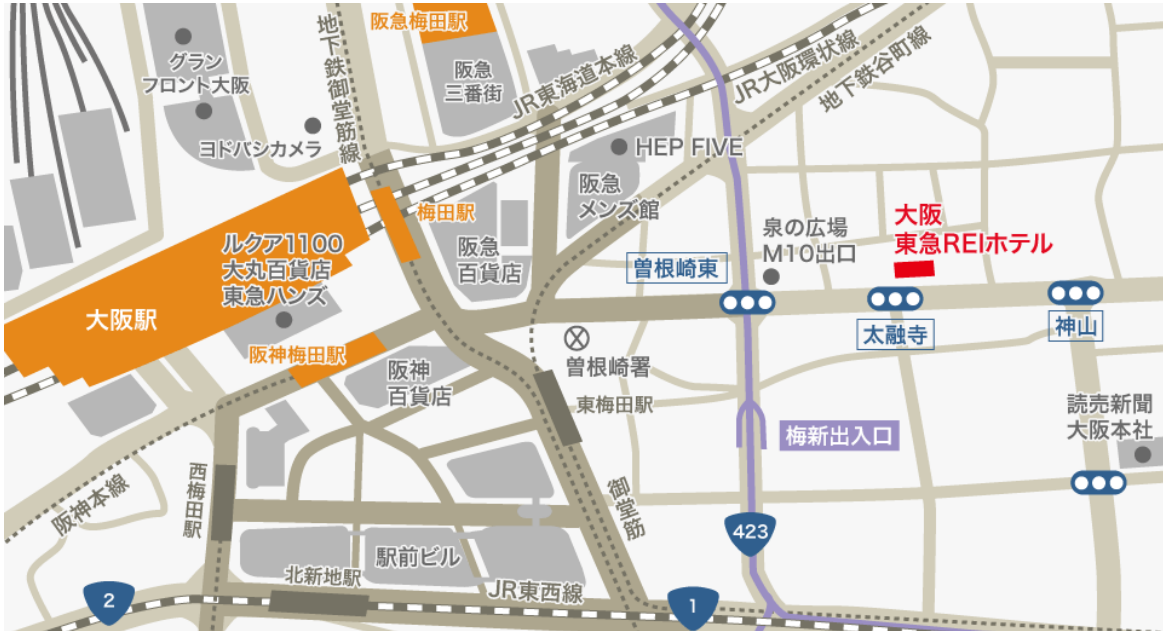 阪急梅田駅
地下鉄御堂筋線
グラン
フロント大阪
阪急
三番街
JR東海道本線
JR大阪環状線
地下鉄谷町線
ヨドバシカメラ
HEP FIVE
阪急
メンズ館
梅田駅
大阪
東急REIホテル
泉の広場
M10出口
ルクア1100
大丸百貨店
東急ハンズ
阪急
百貨店
曽根崎東
大阪駅
太融寺
神山
阪神梅田駅
曽根崎署
阪神
百貨店
東梅田駅
読売新聞
大阪本社
梅新出入口
阪神本線
西梅田駅
御堂筋
423
駅前ビル
北新地駅
JR東西線
2
1